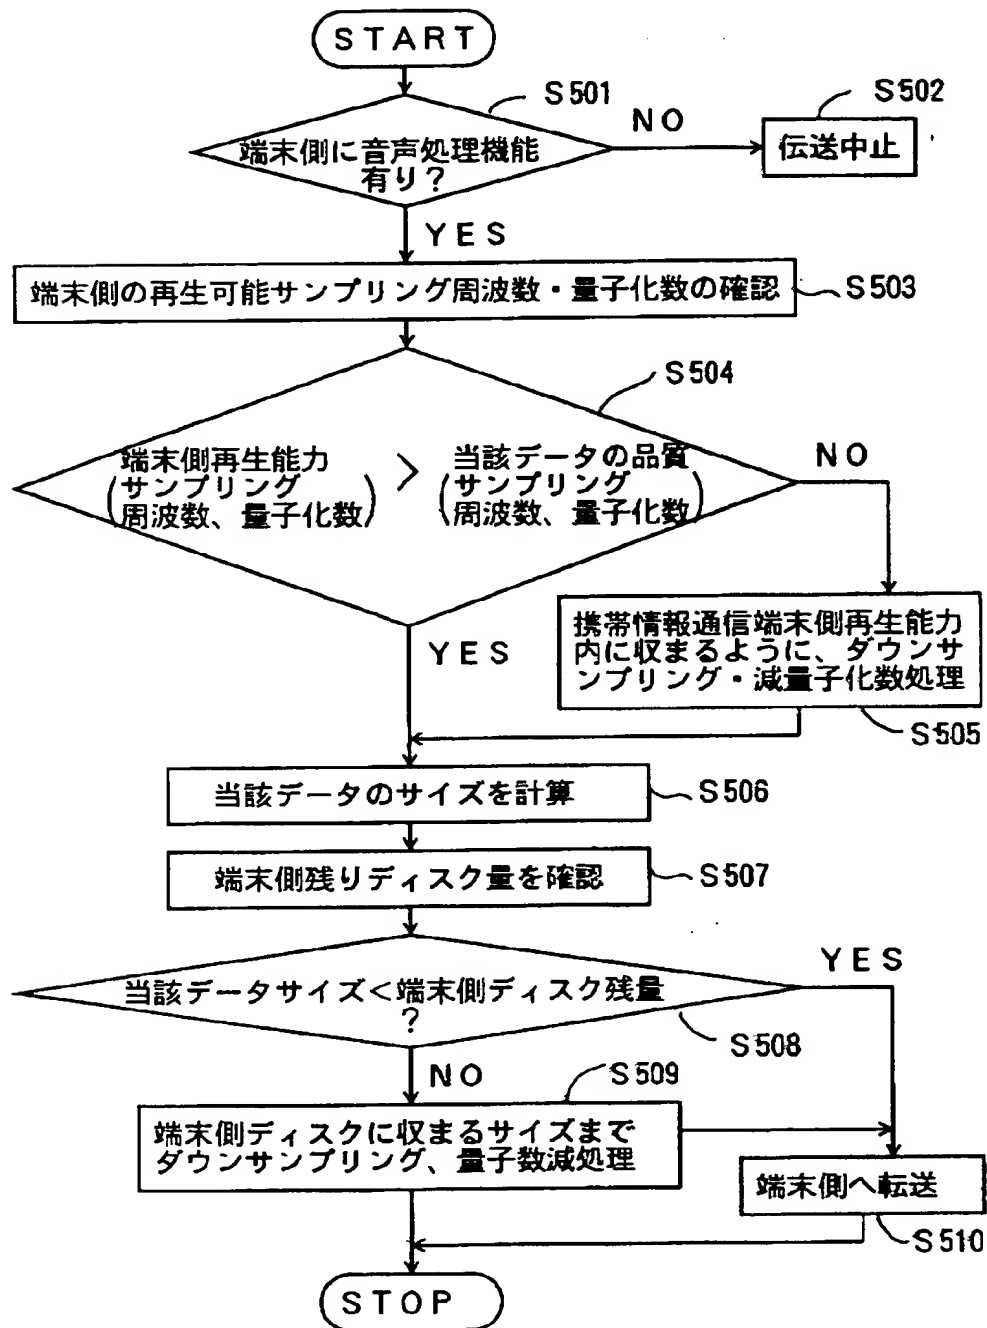 START
S501
端末側に音声処理機能
有り？
NO
S502
伝送中止
YES
端末側の再生可能サンプリング周波数・量子化数の確認
S503
S504
端末側再生能力
(サンプリング
周波数、量子化数)
>
当該データの品質
(サンプリング
周波数、量子化数)
NO
YES
携帯情報通信端末側再生能力
内に収まるように、ダウンサ
ンプリング・減量子化数処理
S505
当該データのサイズを計算
S506
端末側残りディスク量を確認
S507
当該データサイズ<端末側ディスク残量
？
YES
S508
NO
S509
端末側ディスクに収まるサイズまで
ダウンサンプリング、量子数減処理
端末側へ転送
S510
STOP